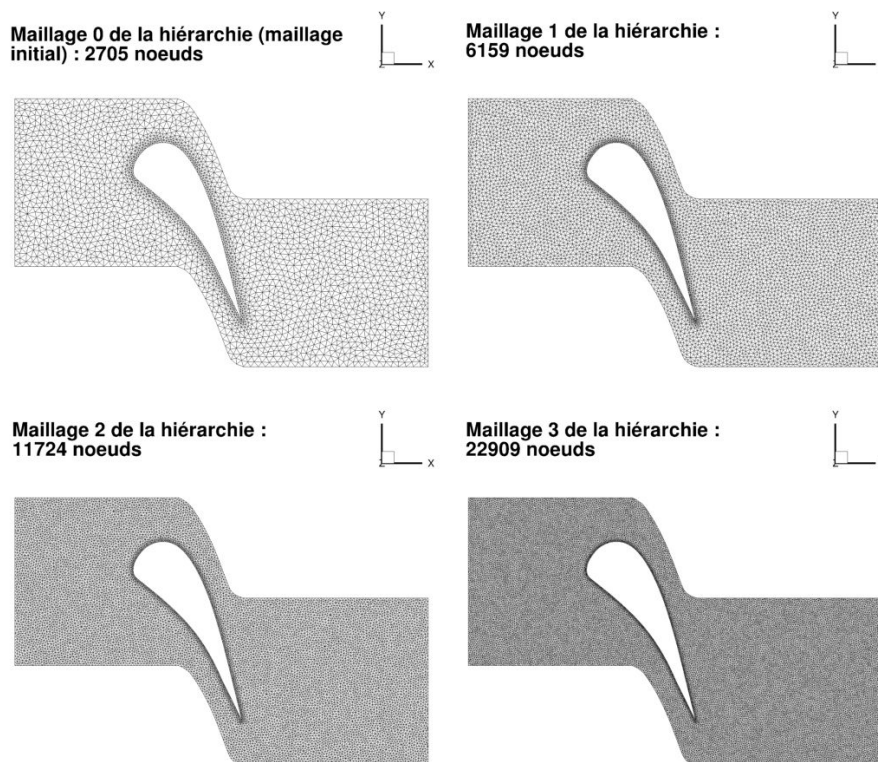 Maillage 0 de la hiérarchie (maillage
initial) : 2705 noeuds
Y
Z
X
Maillage 1 de la hiérarchie :
6159 noeuds
Y
Z
Maillage 2 de la hiérarchie :
11724 noeuds
Y
Z
X
Maillage 3 de la hiérarchie :
22909 noeuds
Y
Z